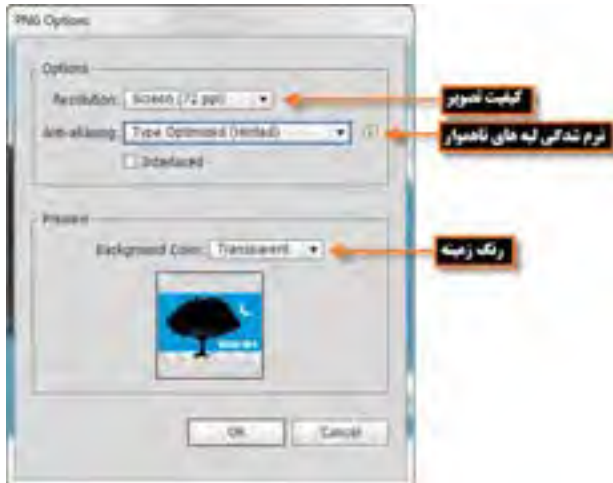 PNG Options
Options
Resolution: Screen (72 ppi)
کیفیت تصویر
Anti-aliasing: Type Optimized (Hinted)
نرم شدگی لبه های ناهموار
Interlaced
Preview
Background Color: Transparent
رنگ زمینه
OK
Cancel